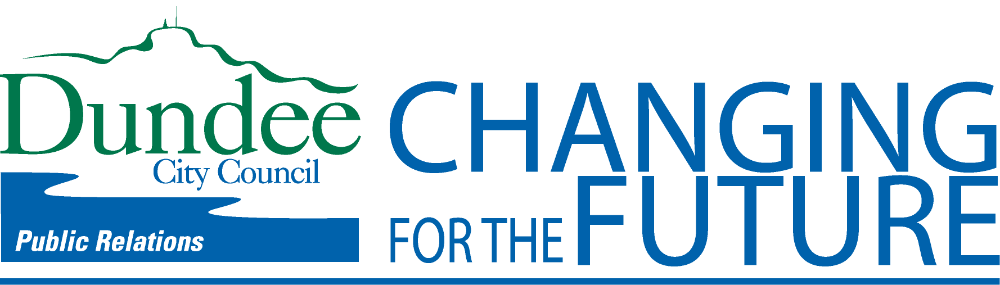 Dundee
City Council
Public Relations
CHANGING
FOR THE FUTURE